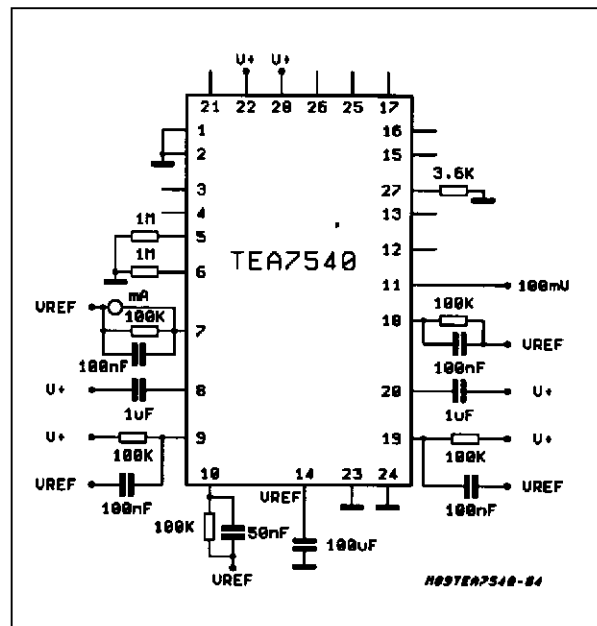 V+ V+
21 22 28 26 25 17
1 16
2 15
3.6K
3 27
4 13
1M
5 12
1M
TEA7540
6 11 100mV
mA
VREF 100K
100K 18
7
100nF VREF
100nF
V+ 8 20 V+
1uF 1uF
V+ 9 19 V+
100K 100K
VREF 10 14 23 24 VREF
100nF VREF 100nF
100K 50nF 100uF
VREF
M09TEA7540-04